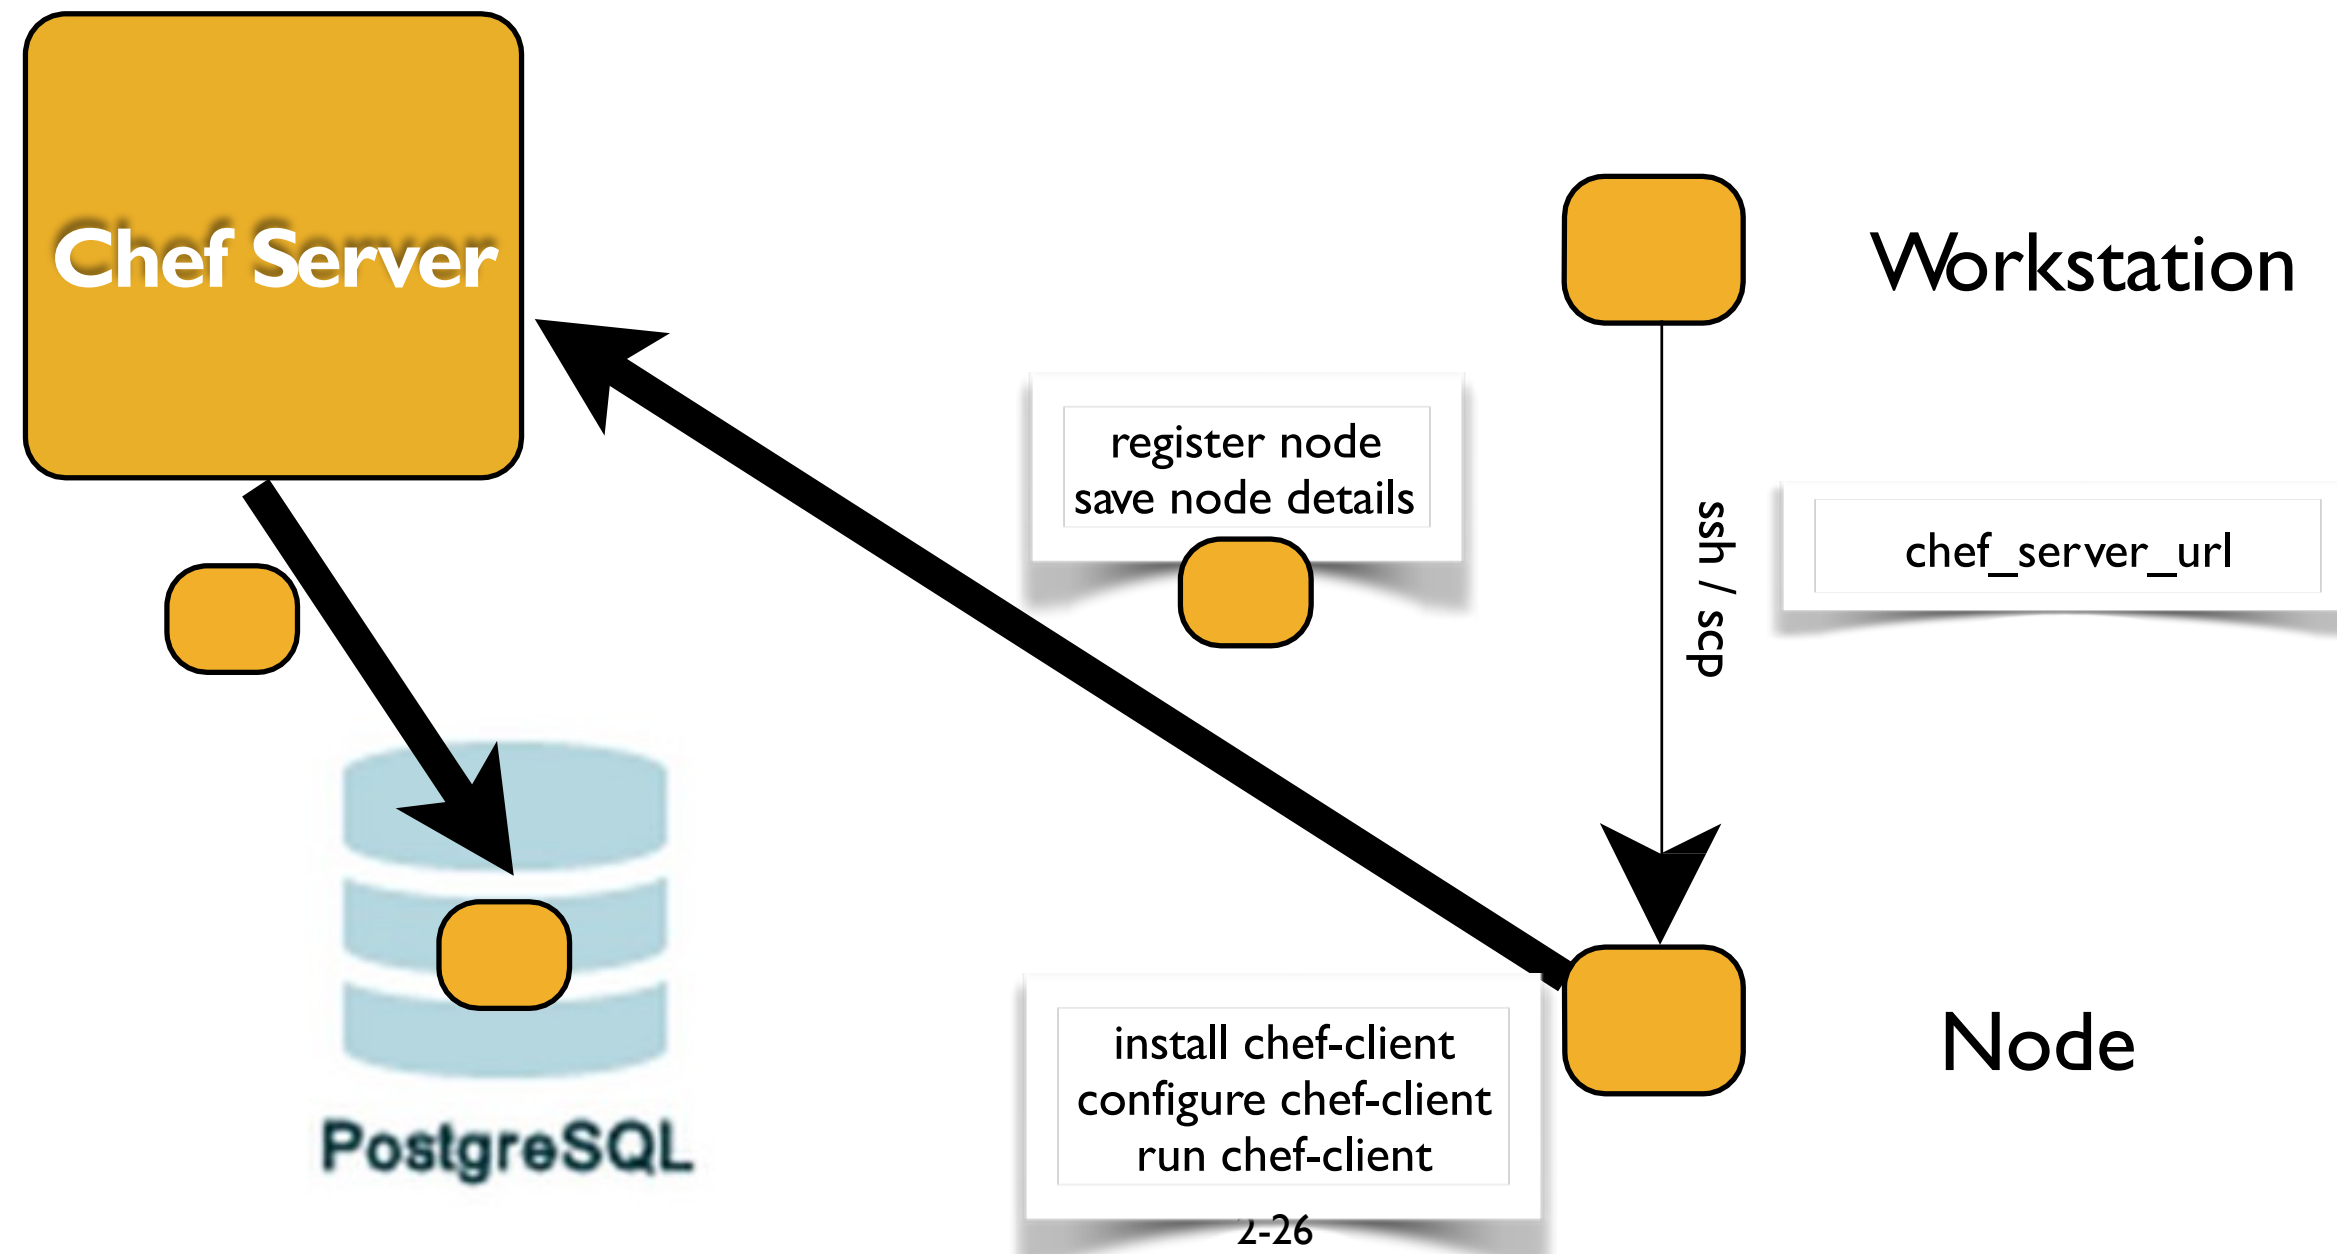 Chef Server
Workstation
register node
save node details
ssh / scp
chef_server_url
install chef-client
configure chef-client
run chef-client
Node
PostgreSQL
2-26